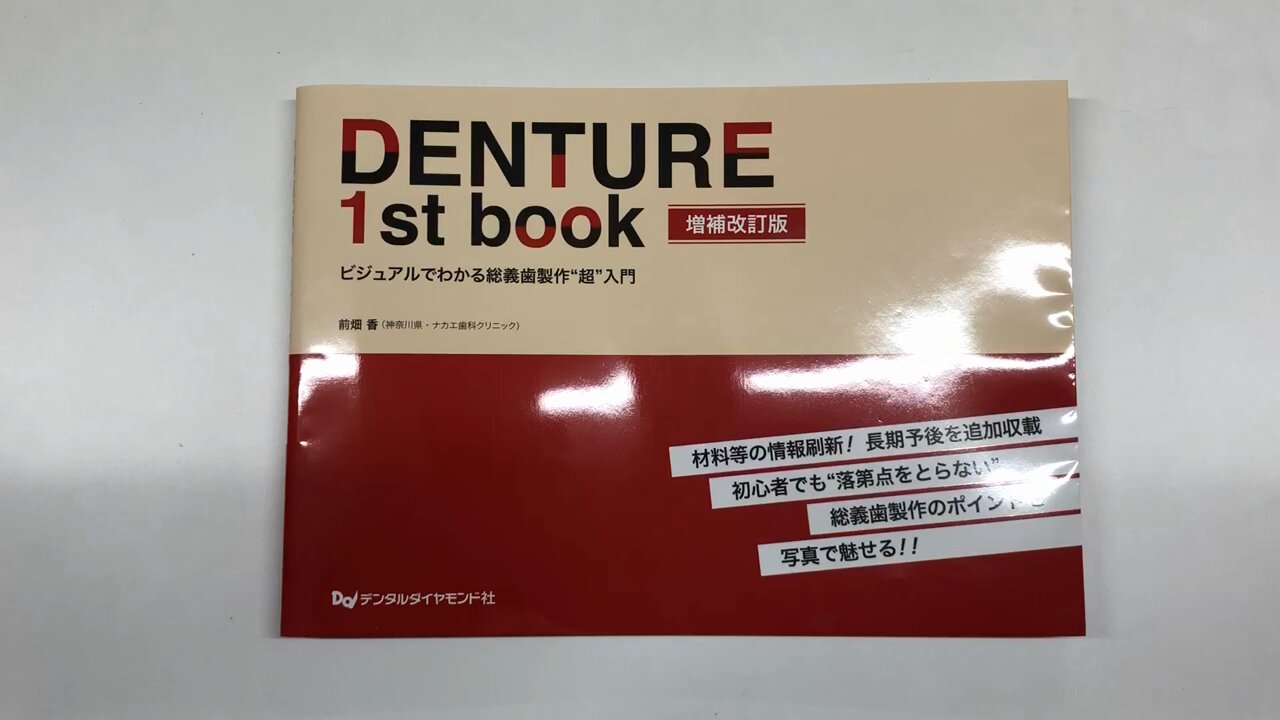 DENTURE
1st book 増補改訂版
ビジュアルでわかる総義歯製作“超”入門
前畑 香(神奈川県・ナカエ歯科クリニック)
材料等の情報刷新! 長期予後を追加収載
初心者でも“落第点をとらない”
総義歯製作のポイント
写真で魅せる!!
DD デンタルダイヤモンド社